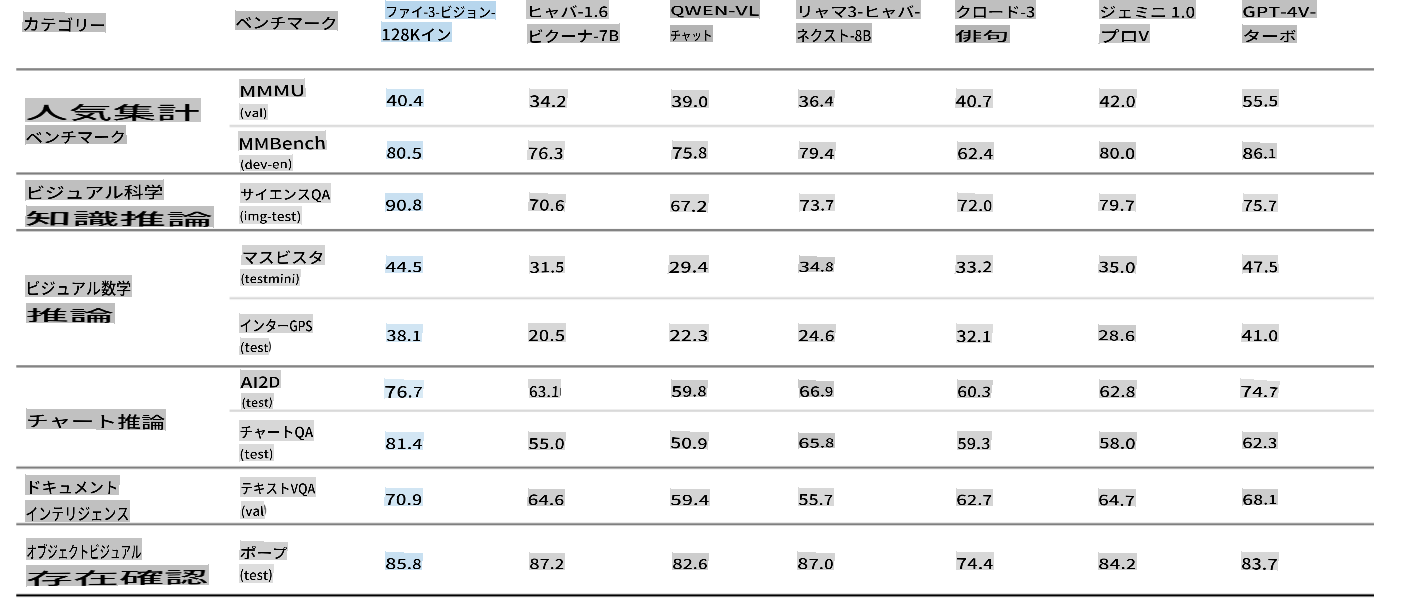 カテゴリー ベンチマーク ファイ-3-ビジョン- ヒャバ-1.6 QWEN-VL リャマ3-ヒャバ- クロード-3 ジェミニ 1.0 GPT-4V-
128Kイン ビクーナ-7B チャット ネクスト-8B 俳句 プロV ターボ
人気集計
ベンチマーク
MMMU
(val)
40.4 34.2 39.0 36.4 40.7 42.0 55.5
MMBench
(dev-en)
80.5 76.3 75.8 79.4 62.4 80.0 86.1
ビジュアル科学
知識推論
サイエンスQA
(img-test)
90.8 70.6 67.2 73.7 72.0 79.7 75.7
ビジュアル数学
推論
マスビスタ
(testmini)
44.5 31.5 29.4 34.8 33.2 35.0 47.5
インターGPS
(test)
38.1 20.5 22.3 24.6 32.1 28.6 41.0
チャート推論
AI2D
(test)
76.7 63.1 59.8 66.9 60.3 62.8 74.7
チャートQA
(test)
81.4 55.0 50.9 65.8 59.3 58.0 62.3
ドキュメント
インテリジェンス
テキストVQA
(val)
70.9 64.6 59.4 55.7 62.7 64.7 68.1
オブジェクトビジュアル
存在確認
ポープ
(test)
85.8 87.2 82.6 87.0 74.4 84.2 83.7